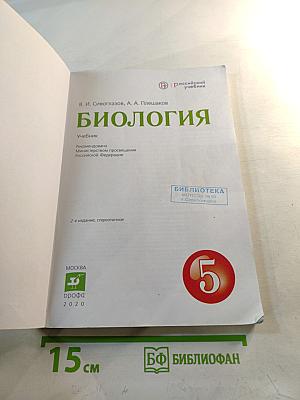 российский
учебник
В. И. Сивоглазов, А. А. Плешаков
БИОЛОГИЯ
Учебник
Рекомендовано
Министерством просвещения
Российской Федерации
БИБЛИОТЕКА
2-е издание, стереотипное
5
МОСКВА
дрофа
2020
15 см
БФ БИБЛИОФАН